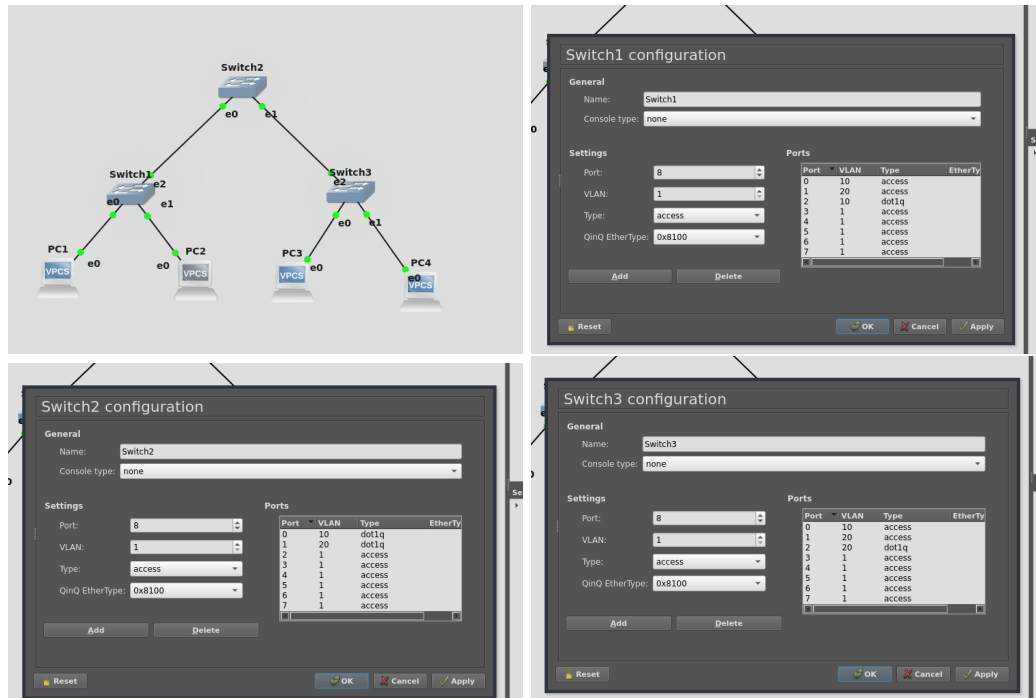 Switch2
e0
e1
Switch1
e2
e0
e1
Switch3
e2
e0
e1
PC1
e0
VPCS
PC2
e0
VPCS
PC3
e0
VPCS
PC4
e0
VPCS
Switch1 configuration
General
Name: Switch1
Console type: none
Settings
Port: 8
VLAN: 1
Type: access
QinQ EtherType: 0x8100
Add Delete
Ports
Port VLAN Type EtherTy
0 10 access
1 20 access
2 10 dot1q
3 1 access
4 1 access
5 1 access
6 1 access
7 1 access
Reset OK Cancel Apply
Switch2 configuration
General
Name: Switch2
Console type: none
Settings
Port: 8
VLAN: 1
Type: access
QinQ EtherType: 0x8100
Add Delete
Ports
Port VLAN Type EtherTy
0 10 dot1q
1 20 dot1q
2 1 access
3 1 access
4 1 access
5 1 access
6 1 access
7 1 access
Reset OK Cancel Apply
Se
Switch3 configuration
General
Name: Switch3
Console type: none
Settings
Port: 8
VLAN: 1
Type: access
QinQ EtherType: 0x8100
Add Delete
Ports
Port VLAN Type EtherTy
0 10 access
1 20 access
2 20 dot1q
3 1 access
4 1 access
5 1 access
6 1 access
7 1 access
Reset OK Cancel Apply